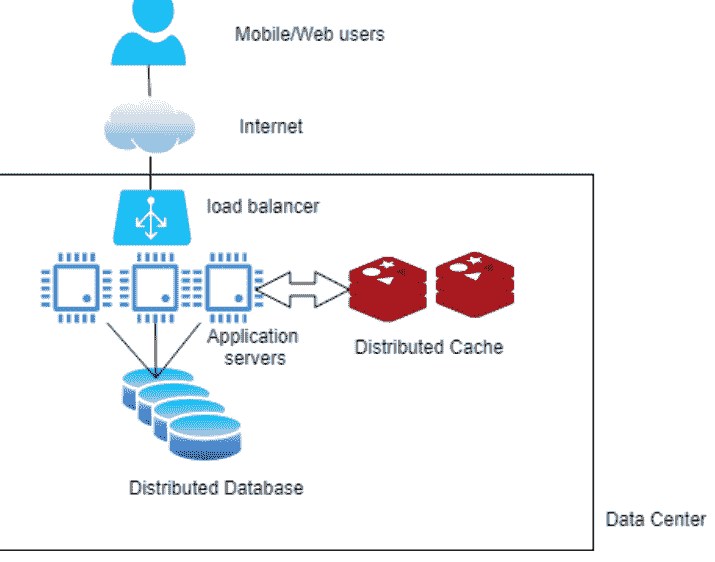 Mobile/Web users
Internet
load balancer
Application
servers
Distributed Cache
Distributed Database
Data Center